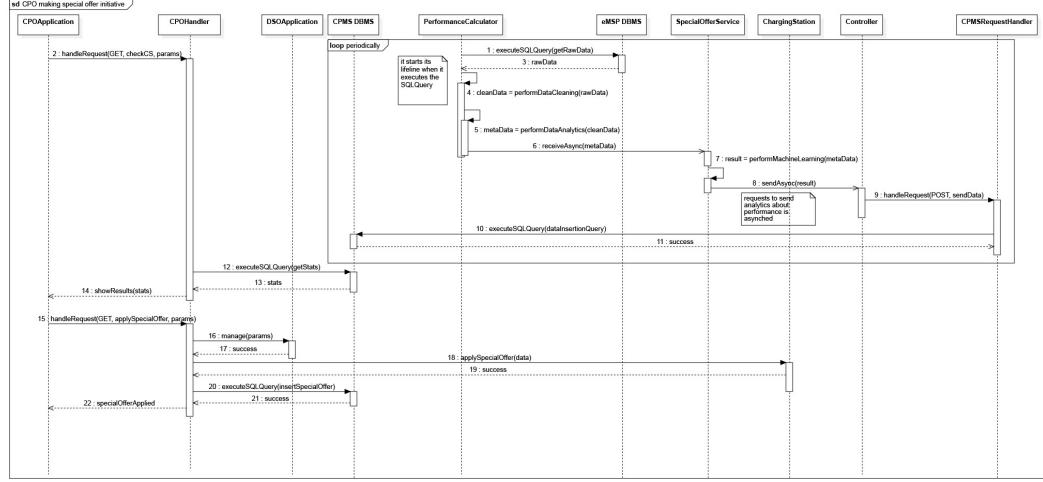 sd CPO making special offer initiative
CPOApplication
CPOHandler
DSOApplication
CPMS DBMS
PerformanceCalculator
eMSP DBMS
SpecialOfferService
ChargingStation
Controller
CPMSRequestHandler
loop periodically
1 : executeSQLQuery(getRawData)
2 : handleRequest(GET, checkCS, params)
3 : rawData
it starts its
lifeline when it
executes the
SQLQuery
4 : cleanData = performDataCleaning(rawData)
5 : metaData = performDataAnalytics(cleanData)
6 : receiveAsync(metaData)
7 : result = performMachineLearning(metaData)
8 : sendAsync(result)
9 : handleRequest(POST, sendData)
requests to send
analytics about
performance is
asynched
10 : executeSQLQuery(dataInsertionQuery)
11 : success
12 : executeSQLQuery(getStats)
13 : stats
14 : showResults(stats)
15 : handleRequest(GET, applySpecialOffer, params)
16 : manage(params)
17 : success
18 : applySpecialOffer(data)
19 : success
20 : executeSQLQuery(insertSpecialOffer)
21 : success
22 : specialOfferApplied